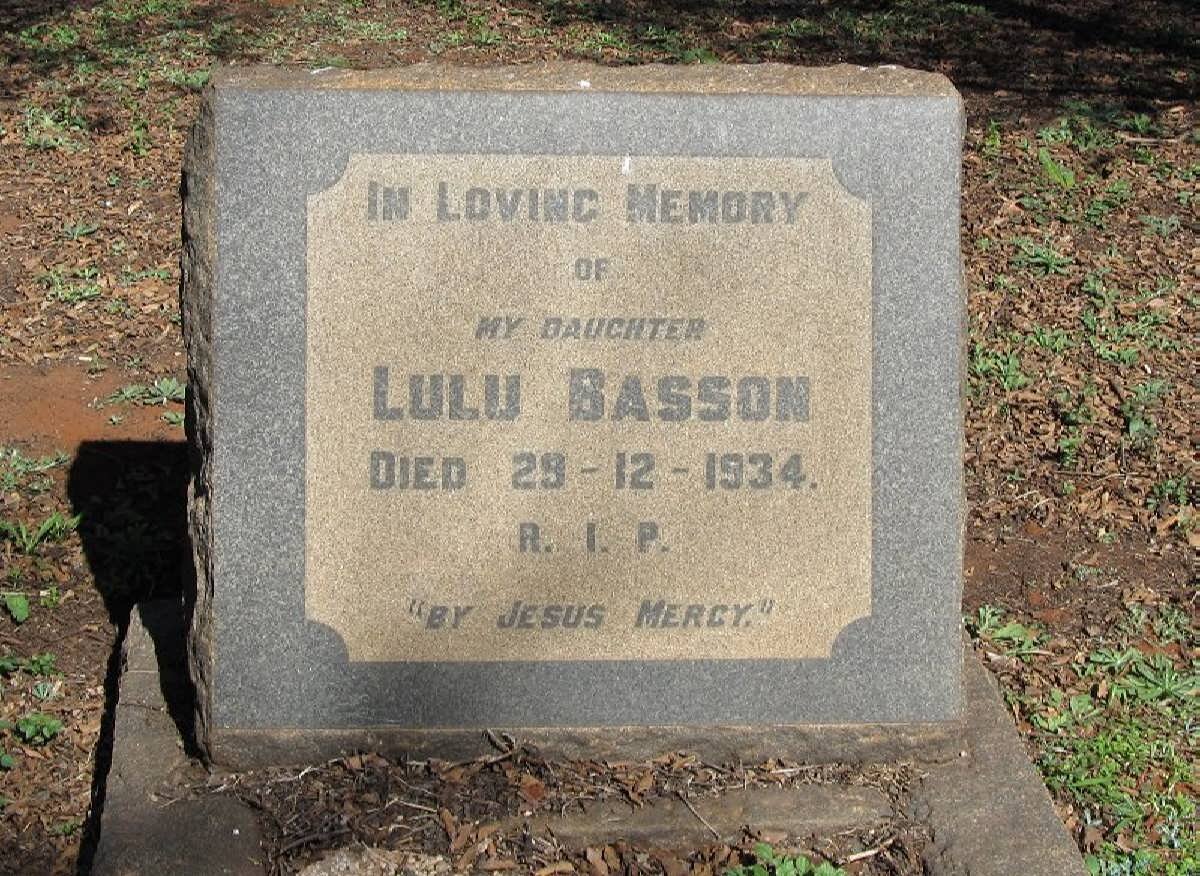 IN LOVING MEMORY
OF
MY DAUGHTER
LULU BASSON
DIED 29-12-1934.
R. I. P.
"BY JESUS MERCY."